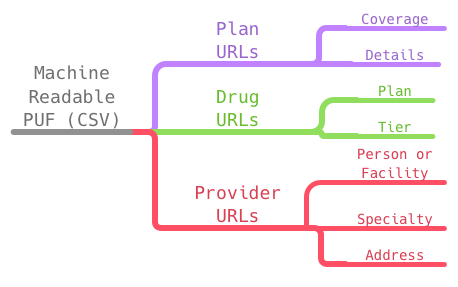 Machine
Readable
PUF (CSV)
Plan
URLs
Coverage
Details
Drug
URLs
Plan
Tier
Provider
URLs
Person or
Facility
Specialty
Address